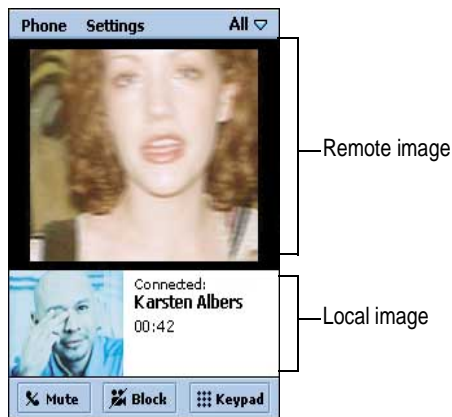 Phone Settings All
Remote image
Connected:
Karsten Albers
00:42
Local image
Mute Block Keypad